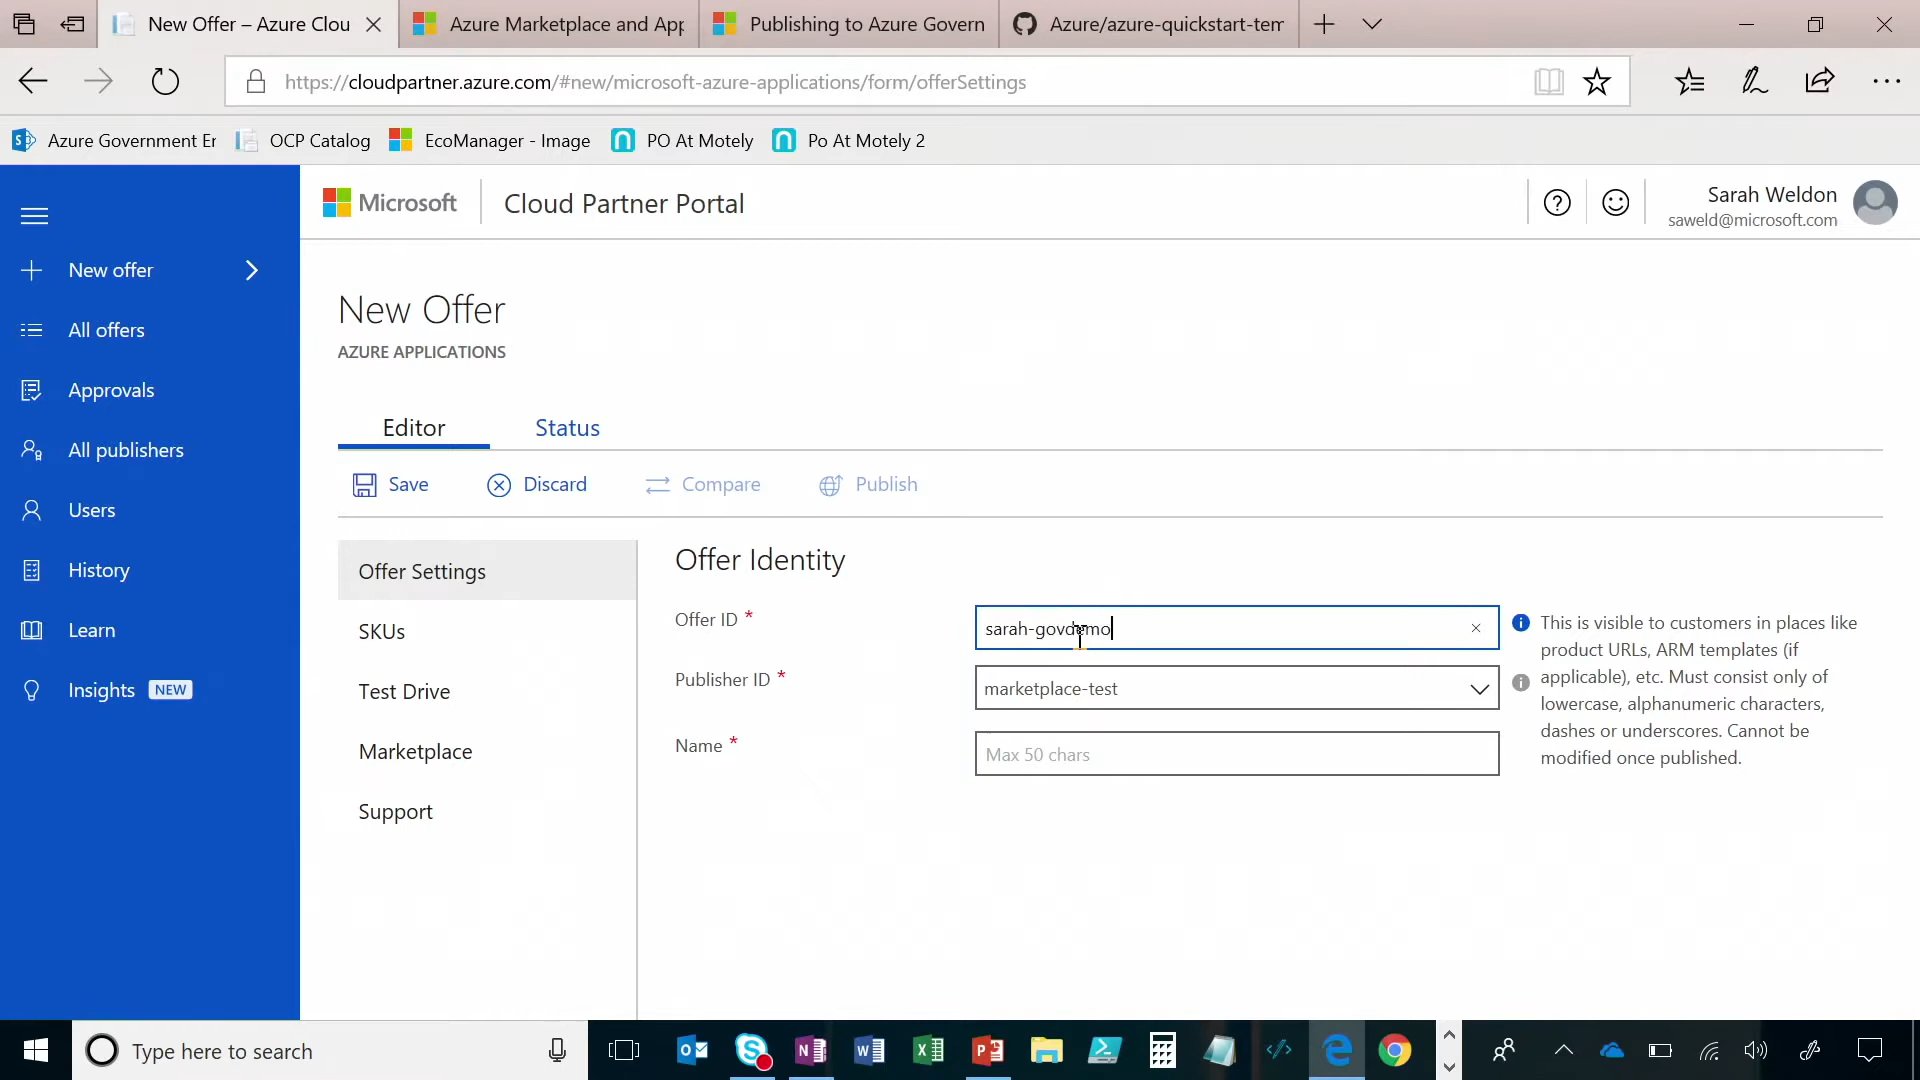 New Offer – Azure Clou
Azure Marketplace and App
Publishing to Azure Govern
Azure/azure-quickstart-tem
https://cloudpartner.azure.com/#new/microsoft-azure-applications/form/offerSettings
Azure Government Er
OCP Catalog
EcoManager - Image
PO At Motely
Po At Motely 2
Microsoft
Cloud Partner Portal
Sarah Weldon
saweld@microsoft.com
New offer
All offers
Approvals
All publishers
Users
History
Learn
Insights NEW
New Offer
AZURE APPLICATIONS
Editor
Status
Save
Discard
Compare
Publish
Offer Settings
SKUs
Test Drive
Marketplace
Support
Offer Identity
Offer ID *
sarah-govdemo
Publisher ID *
marketplace-test
Name *
Max 50 chars
This is visible to customers in places like
product URLs, ARM templates (if
applicable), etc. Must consist only of
lowercase, alphanumeric characters,
dashes or underscores. Cannot be
modified once published.
Type here to search